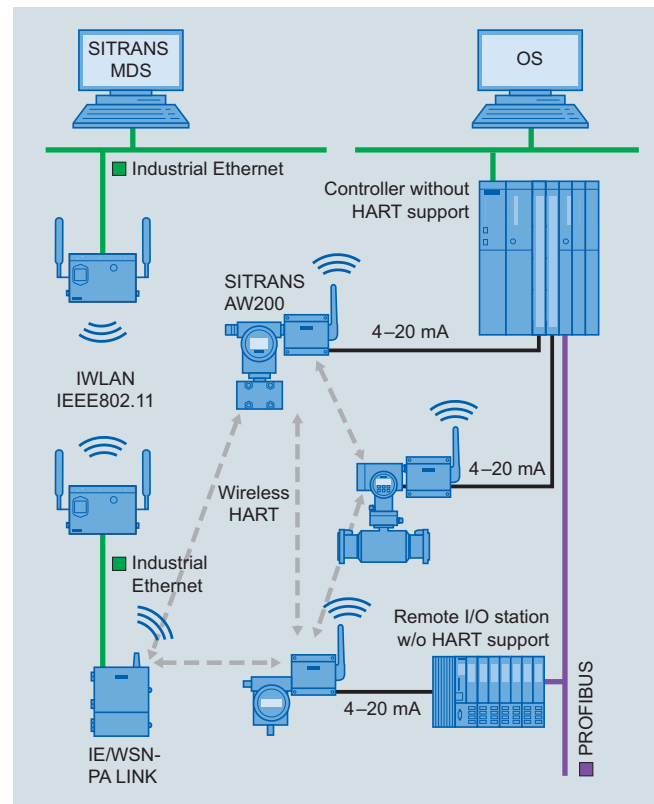 SITRANS
MDS
OS
Industrial Ethernet
Controller without
HART support
SITRANS
AW200
4–20 mA
IWLAN
IEEE802.11
4–20 mA
Wireless
HART
Industrial
Ethernet
Remote I/O station
w/o HART support
4–20 mA
IE/WSN-
PA LINK
PROFIBUS